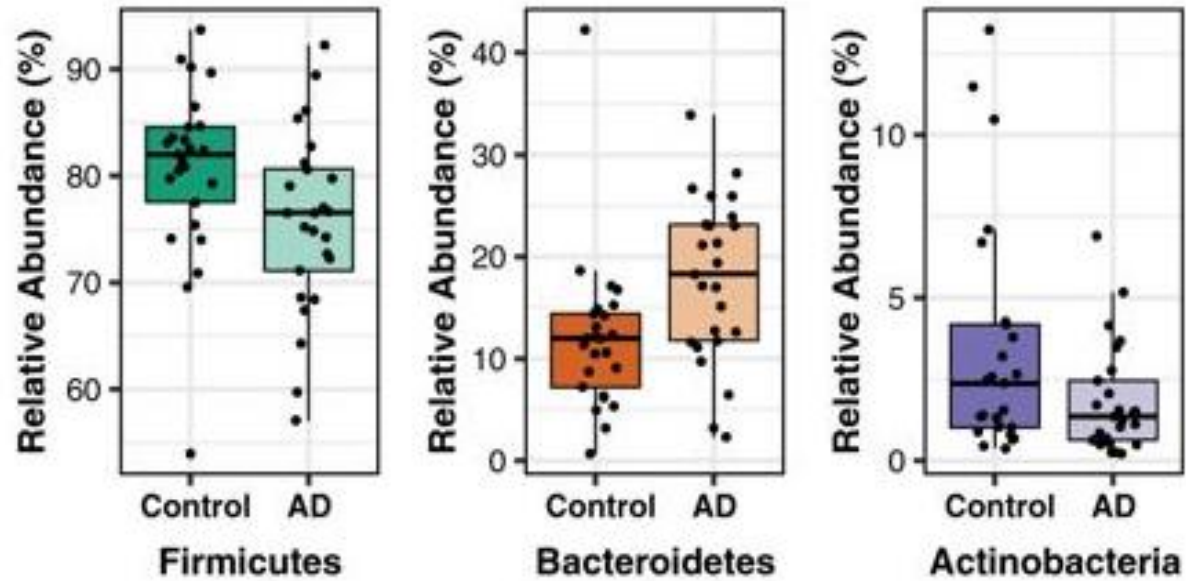 Relative Abundance (%)
90
80
70
60
Control AD
Firmicutes
Relative Abundance (%)
40
30
20
10
0
Control AD
Bacteroidetes
Relative Abundance (%)
10
5
0
Control AD
Actinobacteria